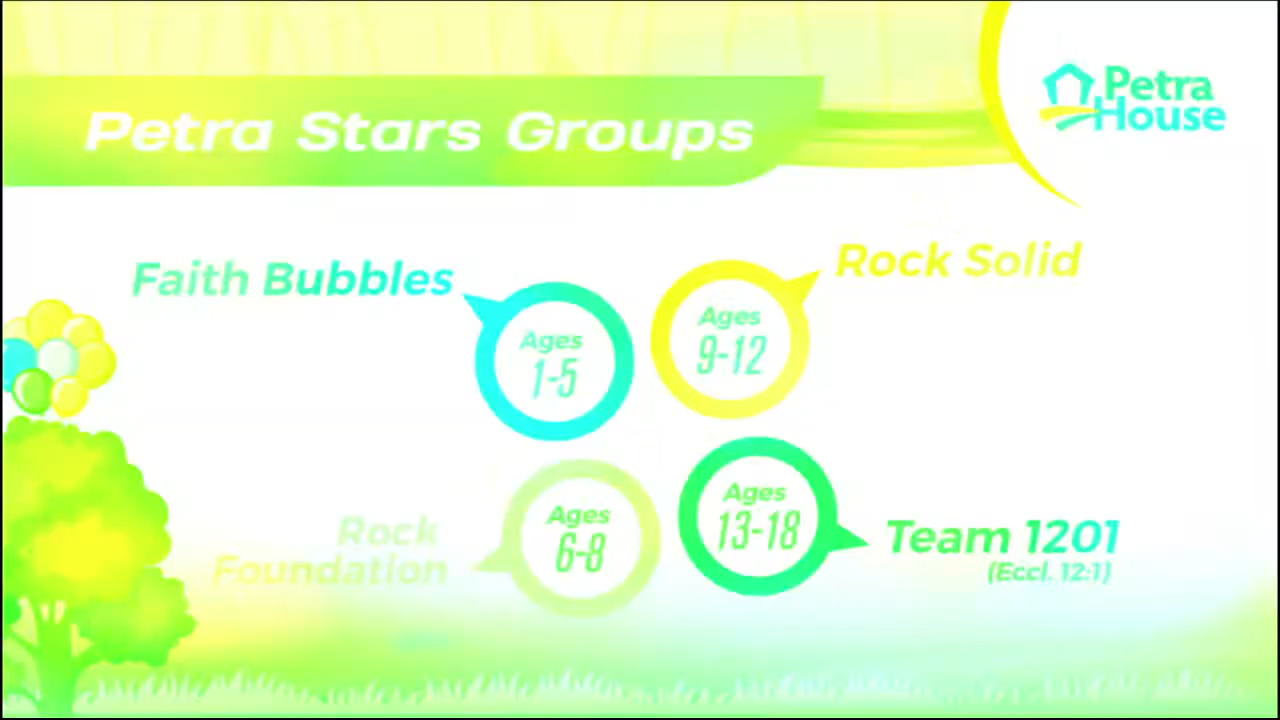 Petra Stars Groups
Petra
House
Faith Bubbles
Ages
1-5
Ages
9-12
Rock Solid
Rock
Foundation
Ages
6-8
Ages
13-18
Team 1201
(Eccl. 12:1)